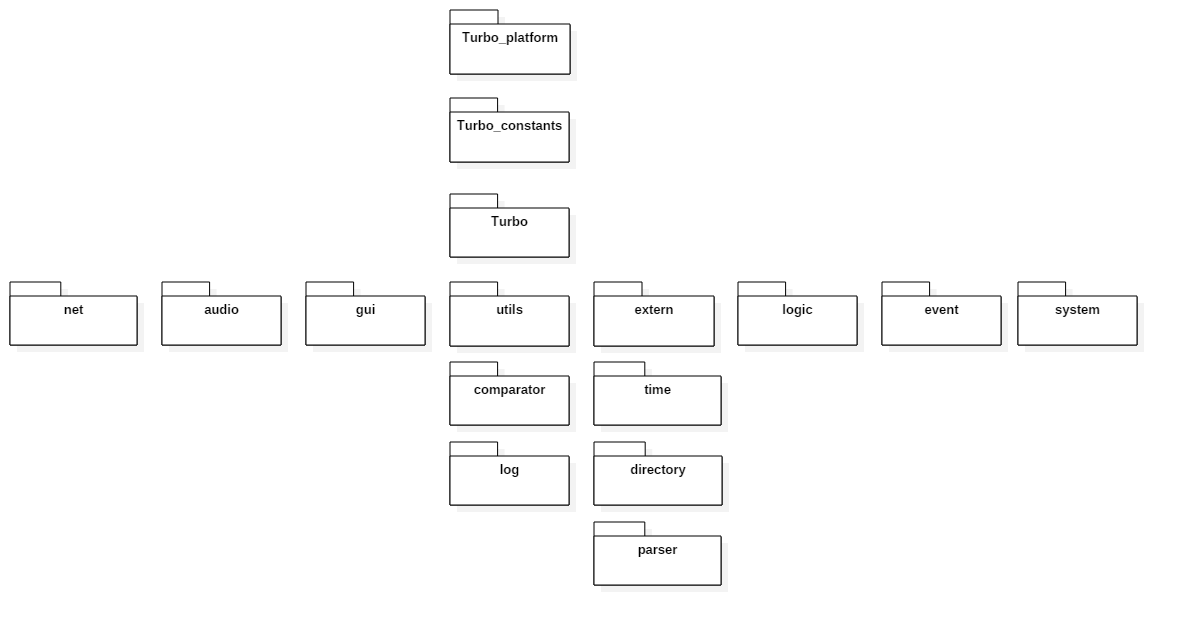 Turbo_platform
Turbo_constants
Turbo
net
audio
gui
utils
extern
logic
event
system
comparator
time
log
directory
parser